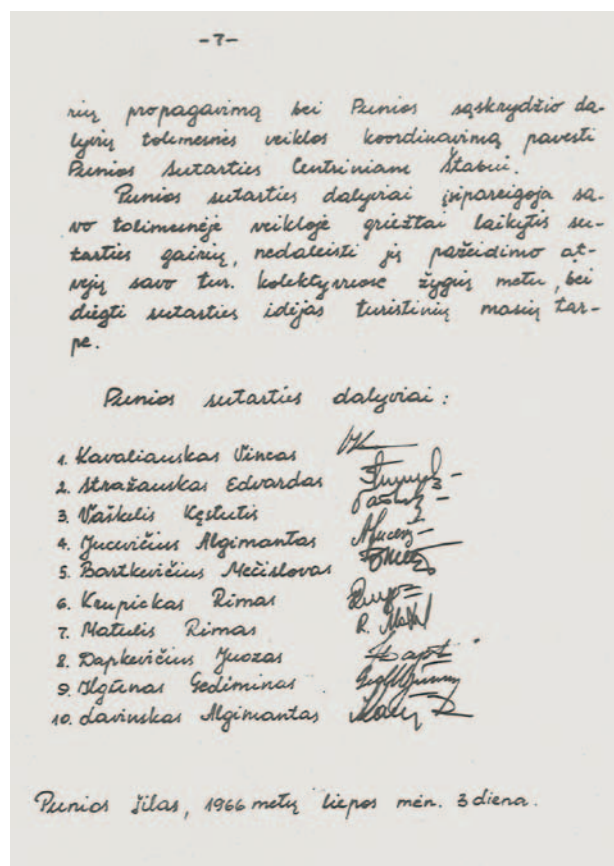 -7-
rių propagavimą bei Punios sąskrydžio da-
lyvių tolimesnės veiklos koordinavimą pavesti
Punios Sutarties Centriniam Štabui.
Punios sutarties dalyviai įsipareigoja sa-
vo tolimesnėje veikloje griežtai laikytis su-
tarties gairių, nedaleisti jų pažeidimo at-
vejų savo tur. kolektyvuose žygių metu, bei
diegti sutarties idėjas turistinių masių tar-
pe.
Punios sutarties dalyviai:
1. Kavaliauskas Vincas
2. Stražauskas Edvardas
3. Vaškelis Kęstutis
4. Jucevičius Algimantas
5. Bartkevičius Mečislovas
6. Krupickas Rimas
7. Matulis Rimas R. Mat
8. Dapkevičius Juozas
9. Ilgūnas Gediminas
10. Lavinskas Algimantas
Punios šilas, 1966 metų liepos mėn. 3 diena.